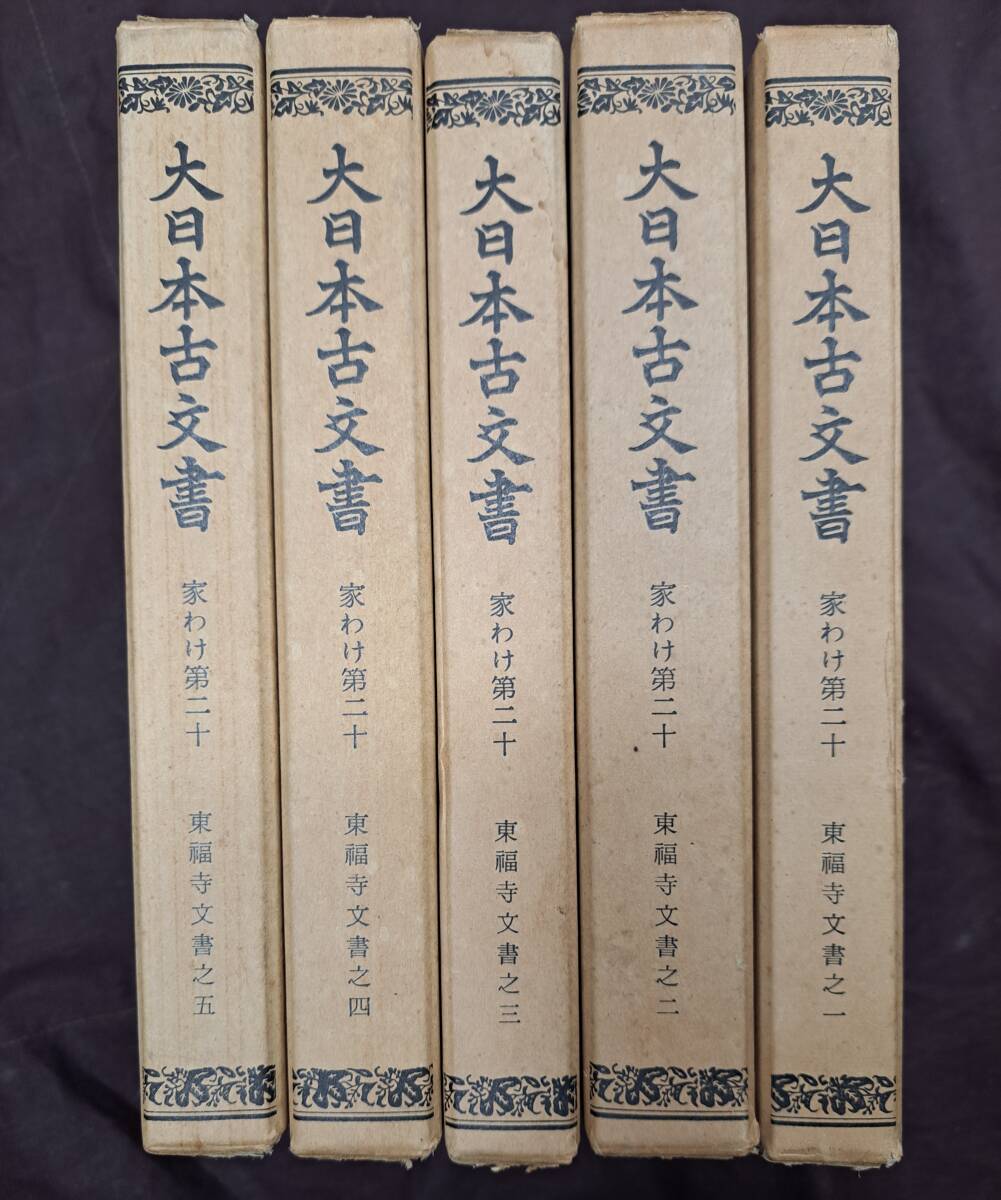 大日本古文書 家わけ第二十 東福寺文書之一
大日本古文書 家わけ第二十 東福寺文書之二
大日本古文書 家わけ第二十 東福寺文書之三
大日本古文書 家わけ第二十 東福寺文書之四
大日本古文書 家わけ第二十 東福寺文書之五